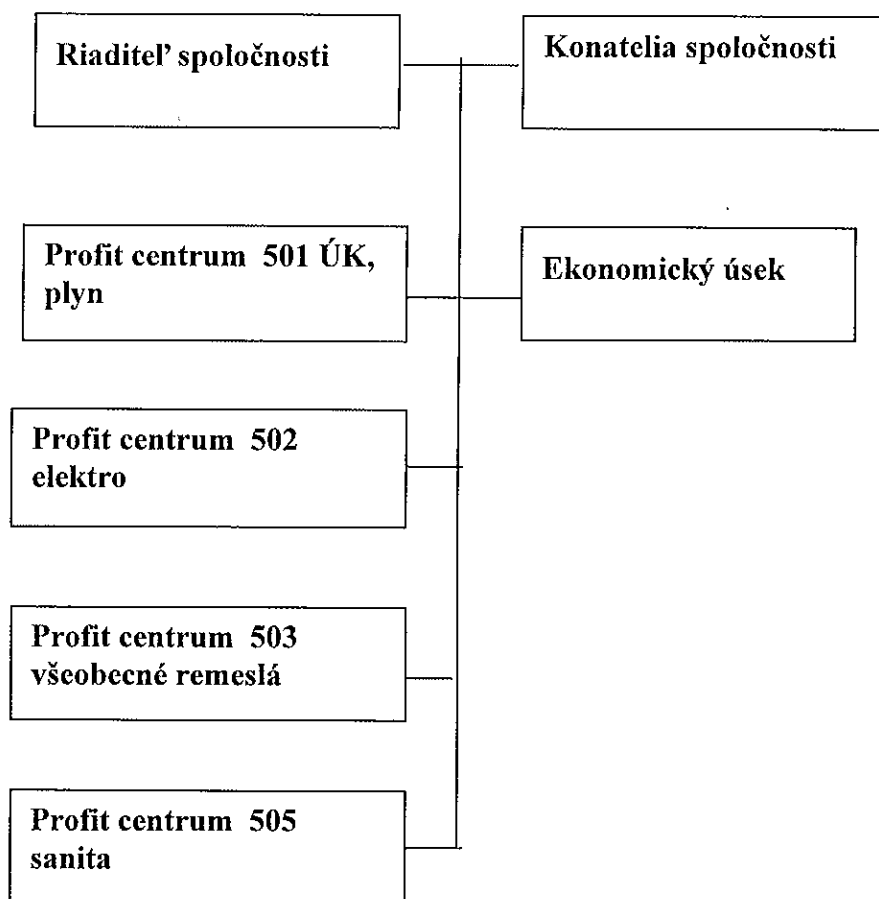 Riaditeľ spoločnosti
Konatelia spoločnosti
Profit centrum 501 ÚK,
plyn
Ekonomický úsek
Profit centrum 502
elektro
Profit centrum 503
všeobecné remeslá
Profit centrum 505
sanita